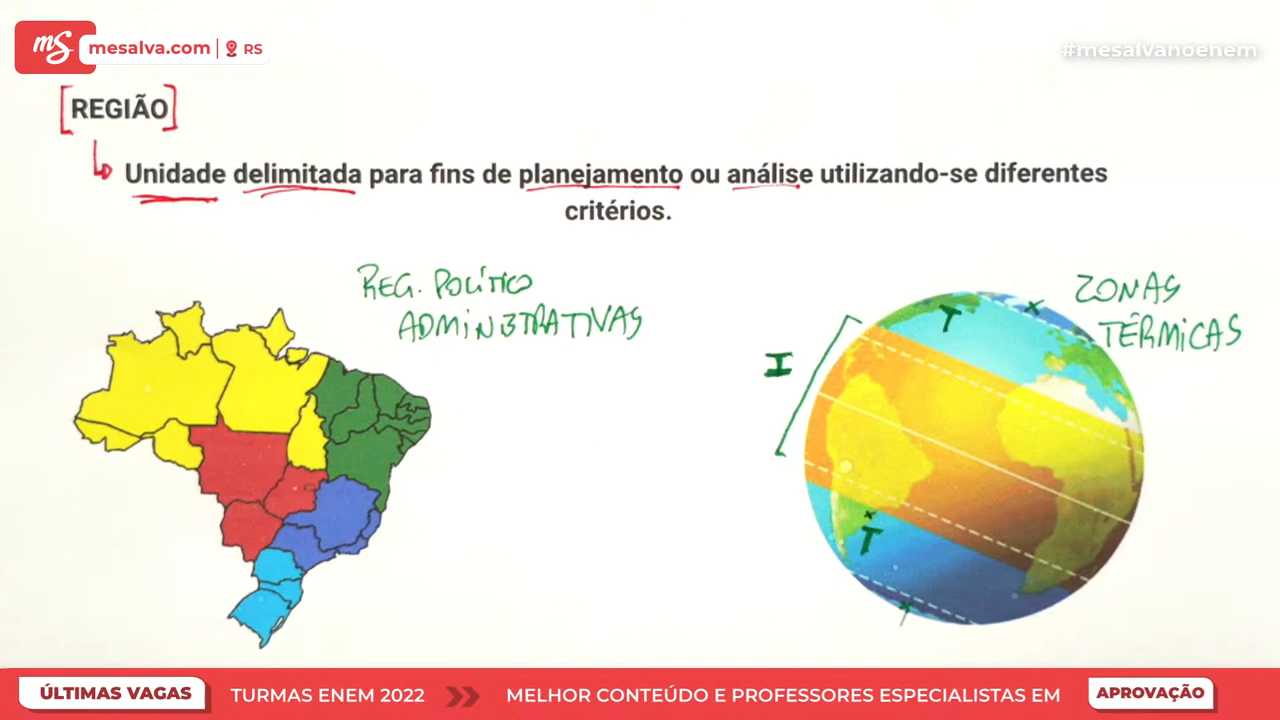 mS mesalva.com | RS
#mesalvanoenem
[REGIÃO]
Unidade delimitada para fins de planejamento ou análise utilizando-se diferentes
critérios.
REG. POLÍTICO
ADMINISTRATIVAS
ZONAS
TÉRMICAS
T
I
T
ÚLTIMAS VAGAS TURMAS ENEM 2022 MELHOR CONTEÚDO E PROFESSORES ESPECIALISTAS EM APROVAÇÃO